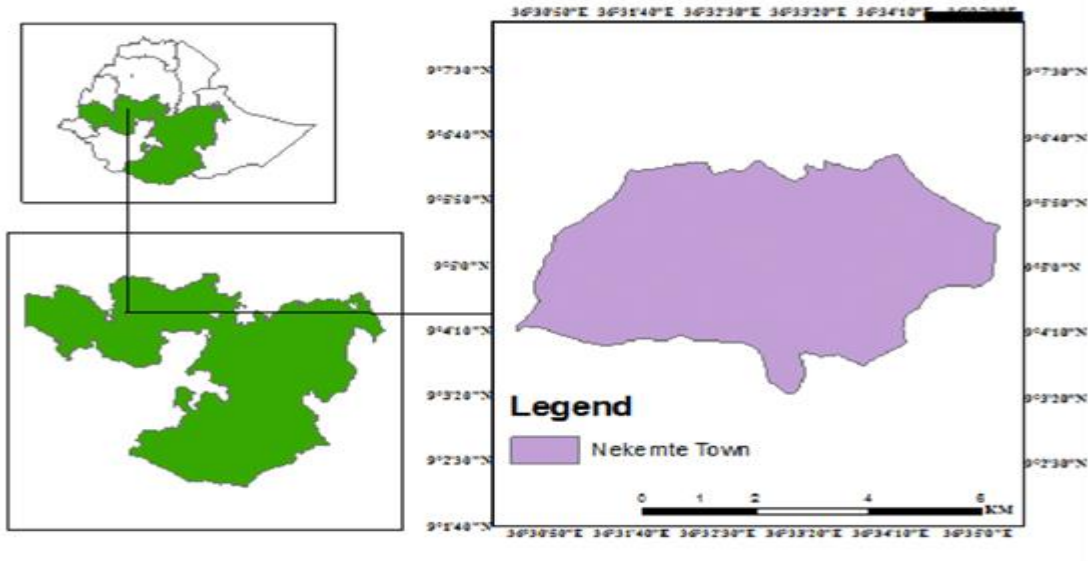 36°30'50"E 36°31'40"E 36°32'30"E 36°33'20"E 36°34'10"E
9°7'30"N 9°7'30"N
9°6'40"N 9°6'40"N
9°5'50"N 9°5'50"N
9°5'0"N 9°5'0"N
9°4'10"N 9°4'10"N
9°3'20"N 9°3'20"N
Legend
Nekemte Town
9°2'30"N 9°2'30"N
0 1 2 4 6
KM
9°1'40"N
36°30'50"E 36°31'40"E 36°32'30"E 36°33'20"E 36°34'10"E 36°35'0"E